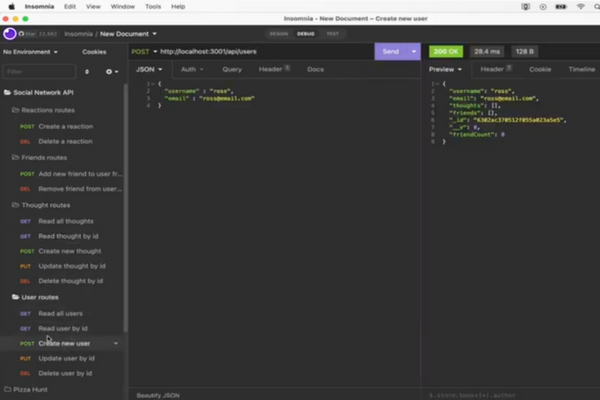 Insomnia File Edit View Window Tools Help
Insomnia – New Document – Create new user
Star Insomnia / New Document DESIGN DEBUG TEST
No Environment Cookies
POST http://localhost:3001/api/users Send 200 OK 28.4 ms 128 B
Filter JSON Auth Query Header Docs Preview Header Cookie Timeline
Social Network API
Reactions routes
POST Create a reaction
DEL Delete a reaction
Friends routes
POST Add new friend to user fr...
DEL Remove friend from user...
Thought routes
GET Read all thoughts
GET Read thought by id
POST Create new thought
PUT Update thought by id
DEL Delete thought by id
User routes
GET Read all users
GET Read user by id
POST Create new user
PUT Update user by id
DEL Delete user by id
Pizza Hunt
1 {
2 "username" : "ross",
3 "email" : "ross@email.com"
4 }
1 {
2 "username": "ross",
3 "email": "ross@email.com",
4 "thoughts": [],
5 "friends": [],
6 "_id": "6302ac370512f055a023a5e5",
7 "__v": 0,
8 "friendCount": 0
9 }
Beautify JSON
$.store.books[*].author